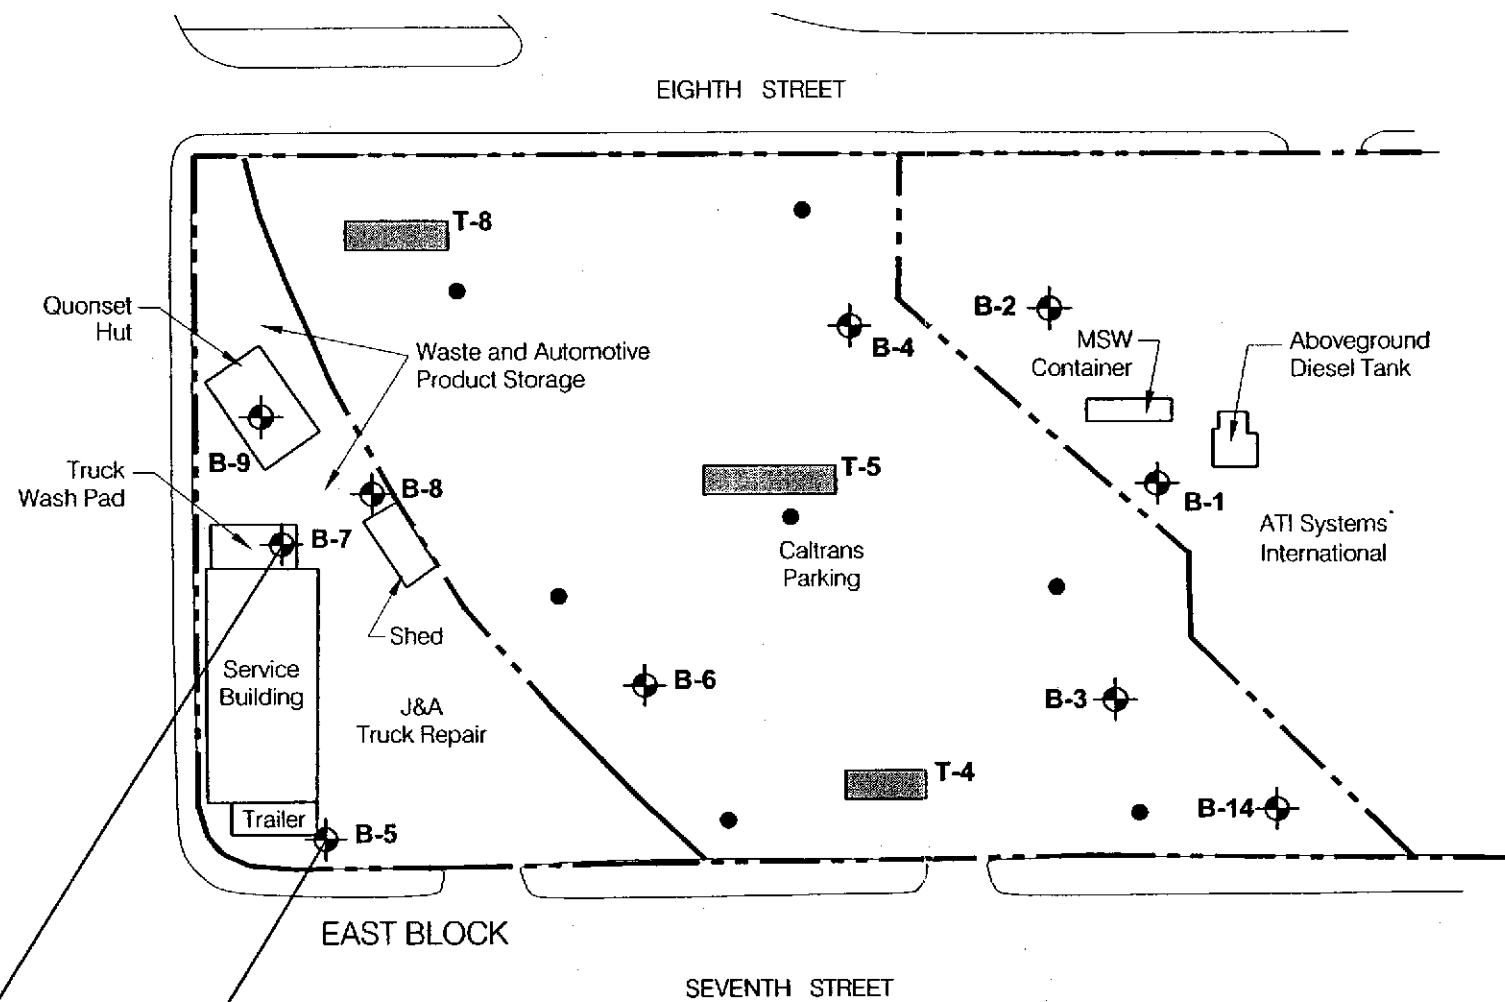 EIGHTH STREET
T-8
Quonset
Hut
B-2
MSW
Container
Aboveground
Diesel Tank
B-4
Waste and Automotive
Product Storage
B-9
Truck
Wash Pad
B-8
T-5
B-1
B-7
ATI Systems
International
Caltrans
Parking
Shed
Service
Building
B-6
B-3
J&A
Truck Repair
T-4
Trailer
B-5
B-14
EAST BLOCK
SEVENTH STREET